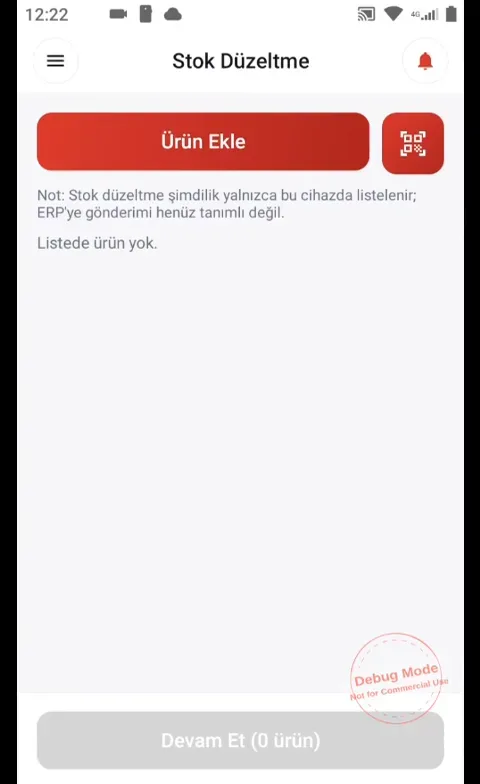 12:22
4G
Stok Düzeltme
Ürün Ekle
Not: Stok düzeltme şimdilik yalnızca bu cihazda listelenir;
ERP'ye gönderimi henüz tanımlı değil.
Listede ürün yok.
Debug Mode
Not for Commercial Use
Devam Et (0 ürün)